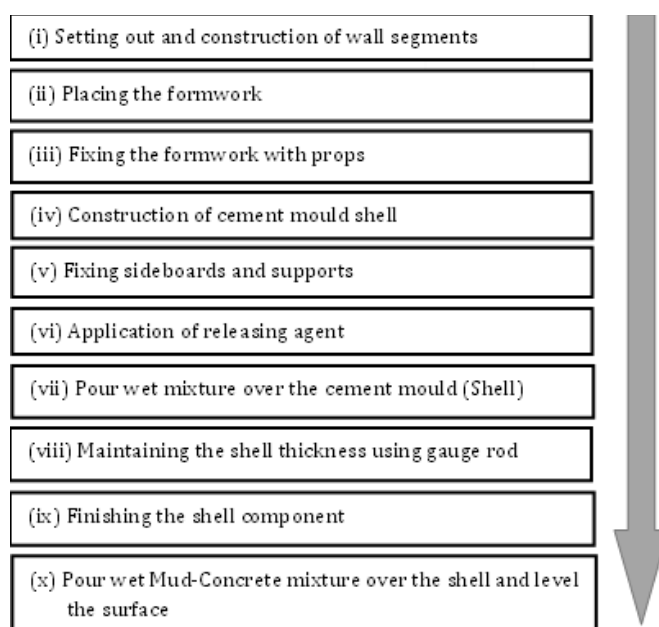 (i) Setting out and construction of wall segments
(ii) Placing the formwork
(iii) Fixing the formwork with props
(iv) Construction of cement mould shell
(v) Fixing sideboards and supports
(vi) Application of releasing agent
(vii) Pour wet mixture over the cement mould (Shell)
(viii) Maintaining the shell thickness using gauge rod
(ix) Finishing the shell component
(x) Pour wet Mud-Concrete mixture over the shell and level
the surface